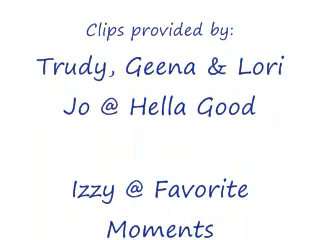 Clips provided by:
Trudy, Geena & Lori
Jo @ Hella Good
Izzy @ Favorite
Moments